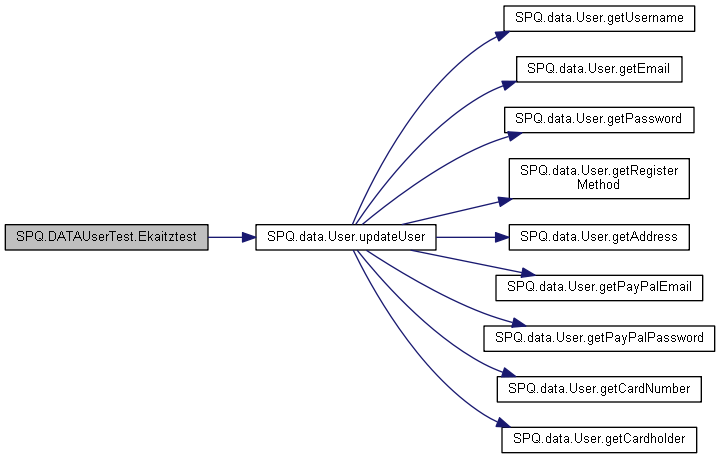 SPQ.data.User.getUsername
SPQ.data.User.getEmail
SPQ.data.User.getPassword
SPQ.data.User.getRegister
Method
SPQ.DATAUserTest.Ekaitztest
SPQ.data.User.updateUser
SPQ.data.User.getAddress
SPQ.data.User.getPayPalEmail
SPQ.data.User.getPayPalPassword
SPQ.data.User.getCardNumber
SPQ.data.User.getCardholder